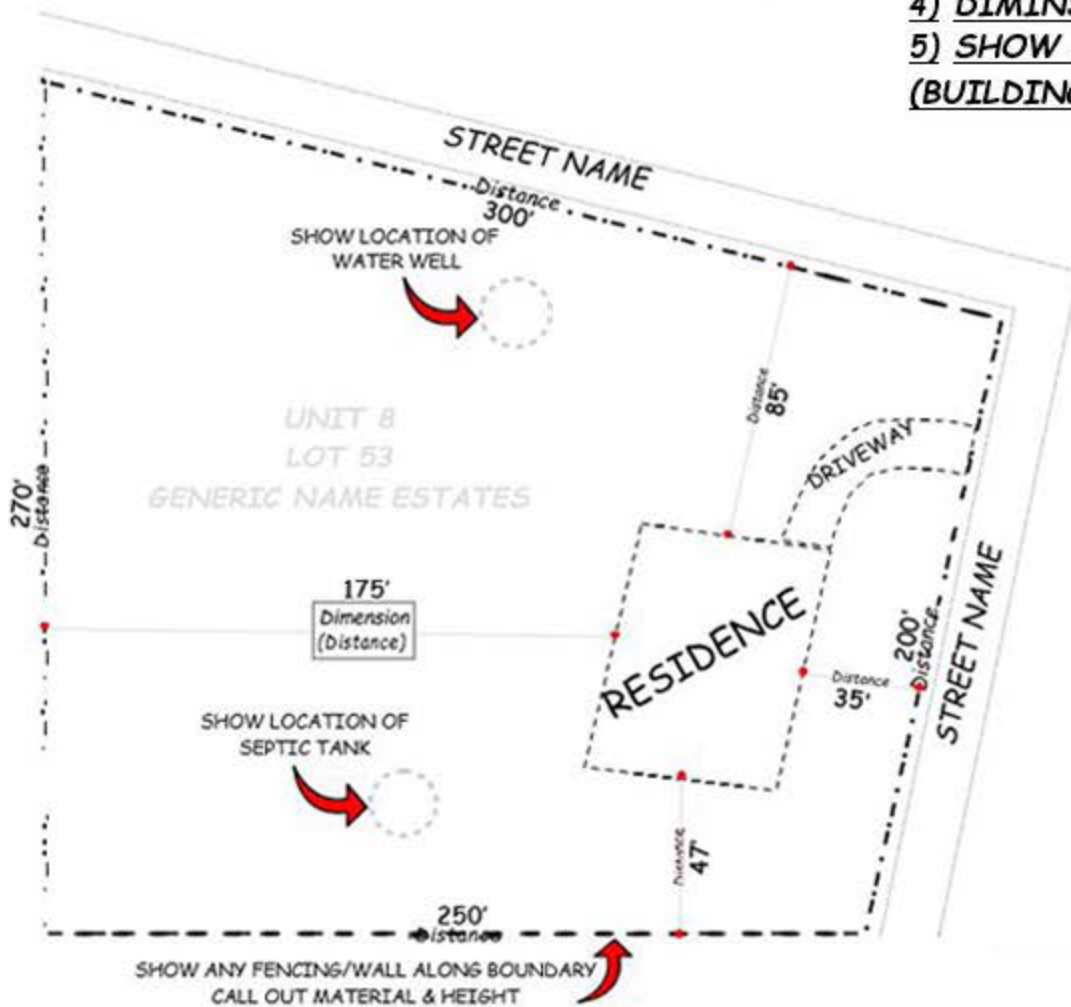 4) DIMINS
5) SHOW
(BUILDING
STREET NAME
Distance
300'
SHOW LOCATION OF
WATER WELL
Distance
85'
UNIT 8
LOT 53
GENERIC NAME ESTATES
DRIVEWAY
270'
Distance
175'
Dimension
(Distance)
RESIDENCE
200'
Distance
STREET NAME
Distance
35'
SHOW LOCATION OF
SEPTIC TANK
Distance
47'
250'
Distance
SHOW ANY FENCING/WALL ALONG BOUNDARY
CALL OUT MATERIAL & HEIGHT